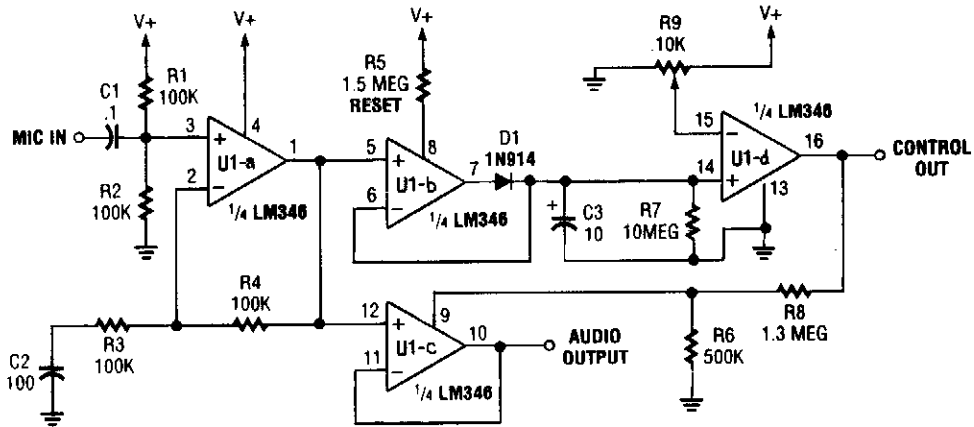 V+
V+
V+
V+
R1
100K
C1
.1
MIC IN
3
+
4
1/4 LM346
1
U1-a
2
−
R2
100K
1/4 LM346
R5
1.5 MEG
RESET
5
+
8
D1
1N914
7
U1-b
6
−
1/4 LM346
R9
.10K
1/4 LM346
15
−
16
CONTROL
OUT
U1-d
14
+
13
+
C3
10
R7
10MEG
R4
100K
R3
100K
C2
100
12
+
9
10
AUDIO
OUTPUT
U1-c
11
−
1/4 LM346
R6
500K
R8
1.3 MEG